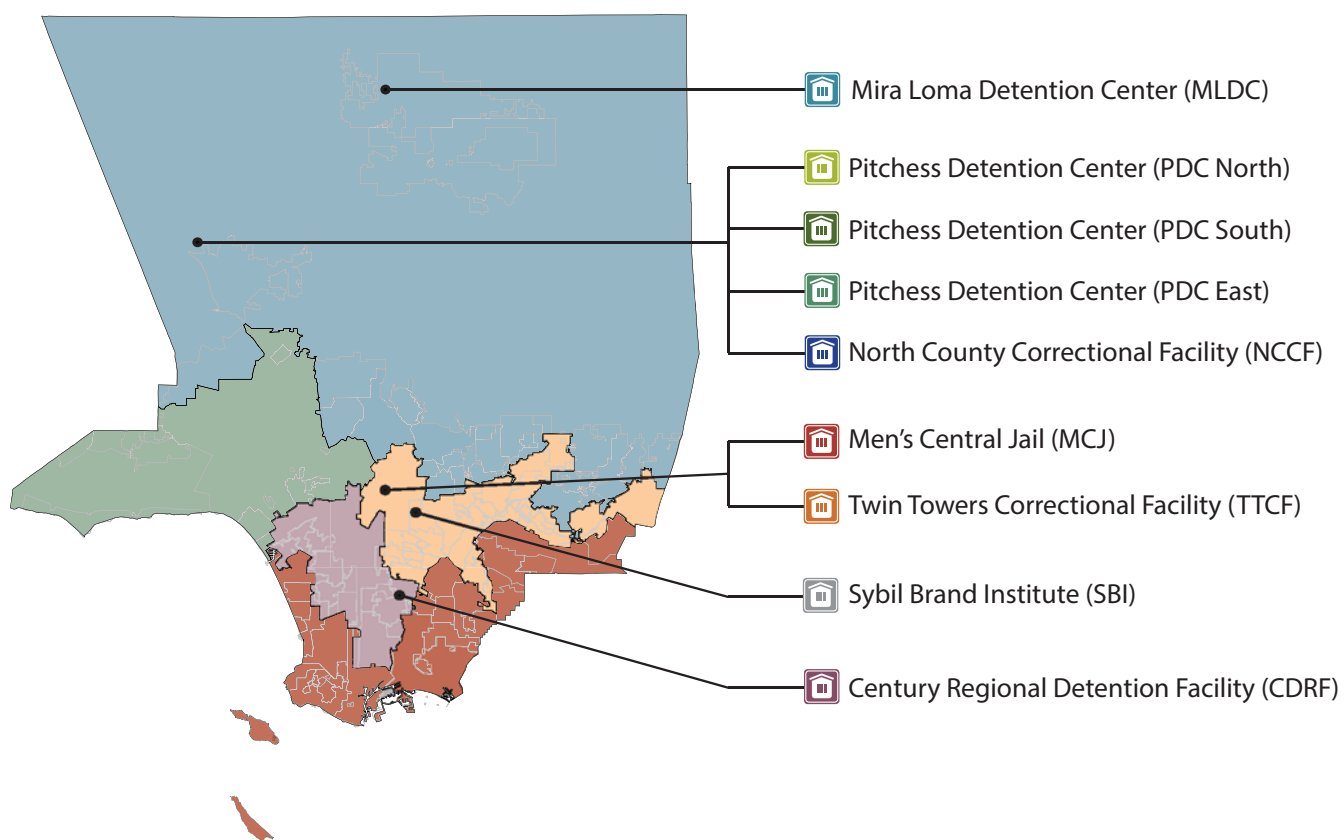 Mira Loma Detention Center (MLDC)
Pitchess Detention Center (PDC North)
Pitchess Detention Center (PDC South)
Pitchess Detention Center (PDC East)
North County Correctional Facility (NCCF)
Men’s Central Jail (MCJ)
Twin Towers Correctional Facility (TTCF)
Sybil Brand Institute (SBI)
Century Regional Detention Facility (CDRF)